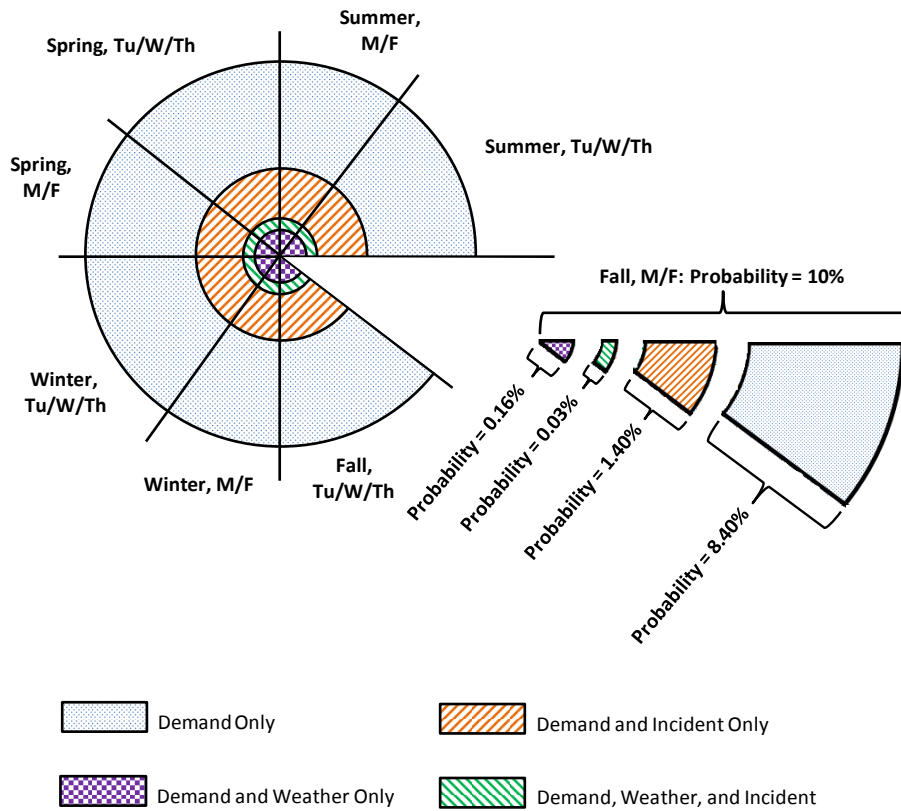 Summer,
M/F
Spring, Tu/W/Th
Summer, Tu/W/Th
Spring,
M/F
Fall, M/F: Probability = 10%
Winter,
Tu/W/Th
Winter, M/F
Fall,
Tu/W/Th
Probability = 0.16%
Probability = 0.03%
Probability = 1.40%
Probability = 8.40%
Demand Only
Demand and Incident Only
Demand and Weather Only
Demand, Weather, and Incident